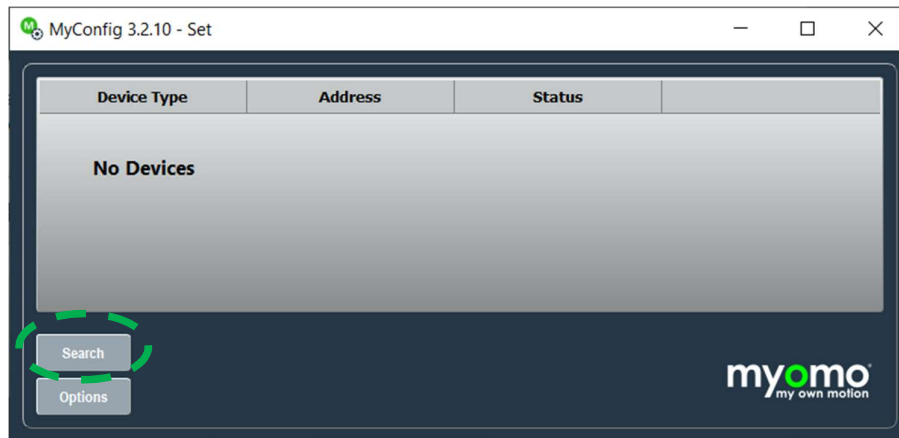 MyConfig 3.2.10 - Set
Device Type Address Status
No Devices
Search
Options
myomo
my own motion